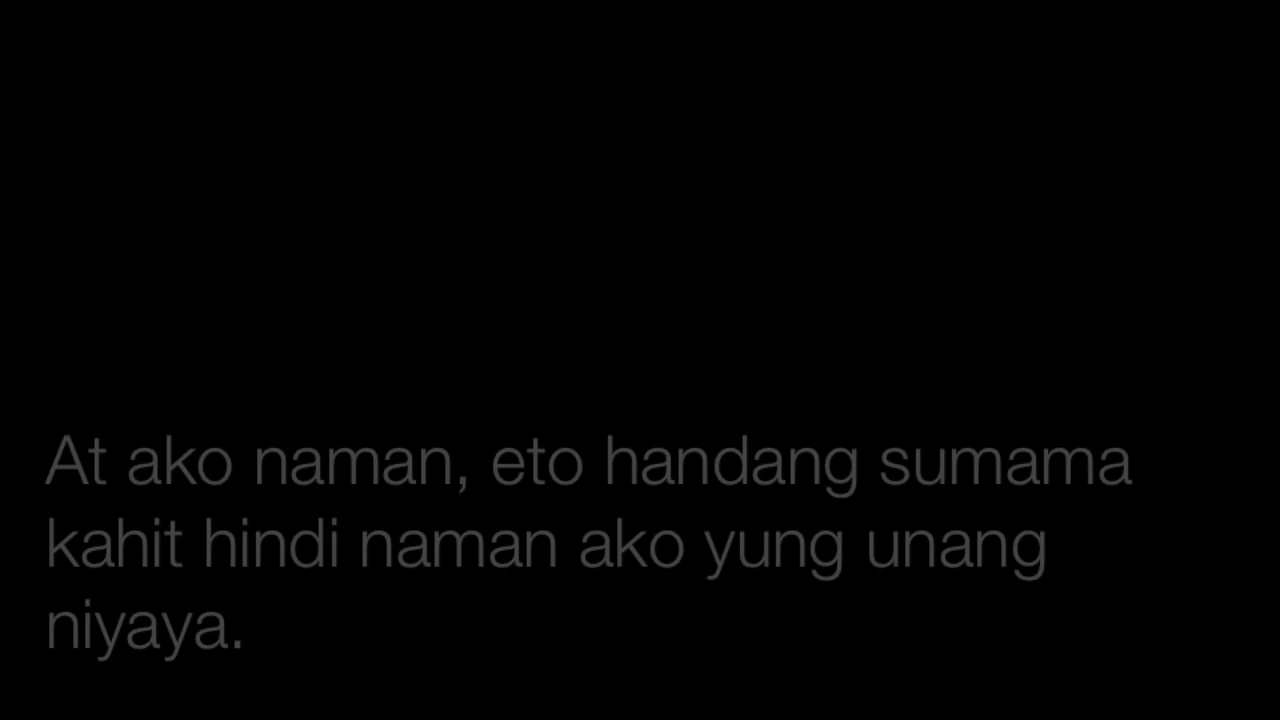 At ako naman, eto handang sumama
kahit hindi naman ako yung unang
niyaya.